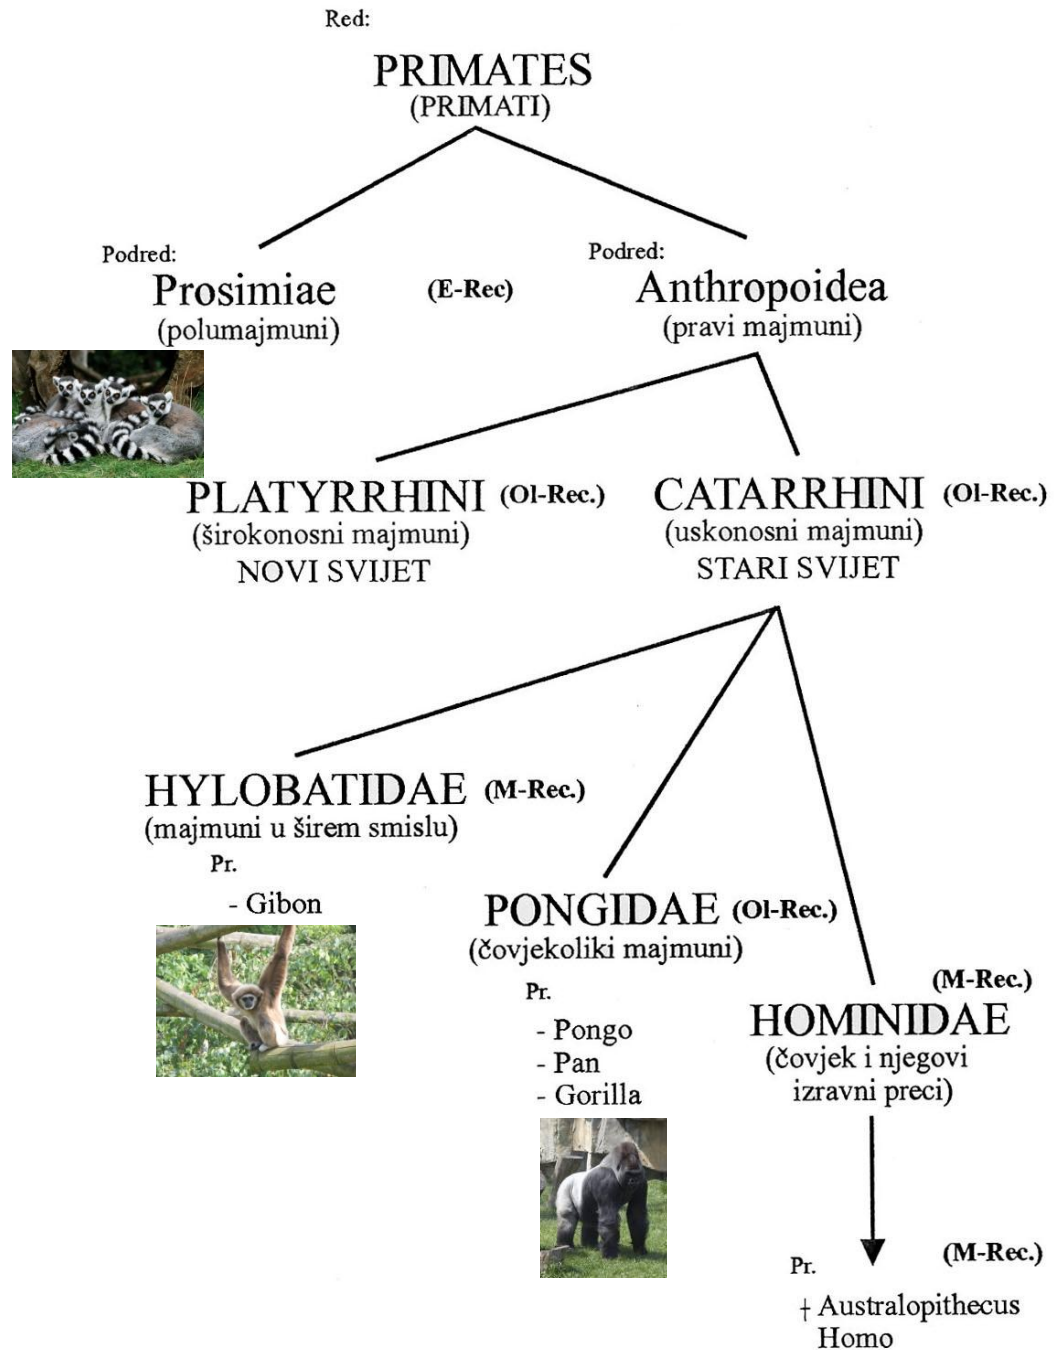 Red:
PRIMATES
(PRIMATI)
Podred:
Prosimiae
(polumajmuni)
(E-Rec)
Podred:
Anthropoidea
(pravi majmuni)
PLATYRRHINI (Ol-Rec.)
(širokonosni majmuni)
NOVI SVIJET
CATARRHINI (Ol-Rec.)
(uskonosni majmuni)
STARI SVIJET
HYLOBATIDAE (M-Rec.)
(majmuni u širem smislu)
Pr.
- Gibon
PONGIDAE (Ol-Rec.)
(čovjekoliki majmuni)
Pr.
- Pongo
- Pan
- Gorilla
(M-Rec.)
HOMINIDAE
(čovjek i njegovi
izravni preci)
Pr.
(M-Rec.)
† Australopithecus
Homo